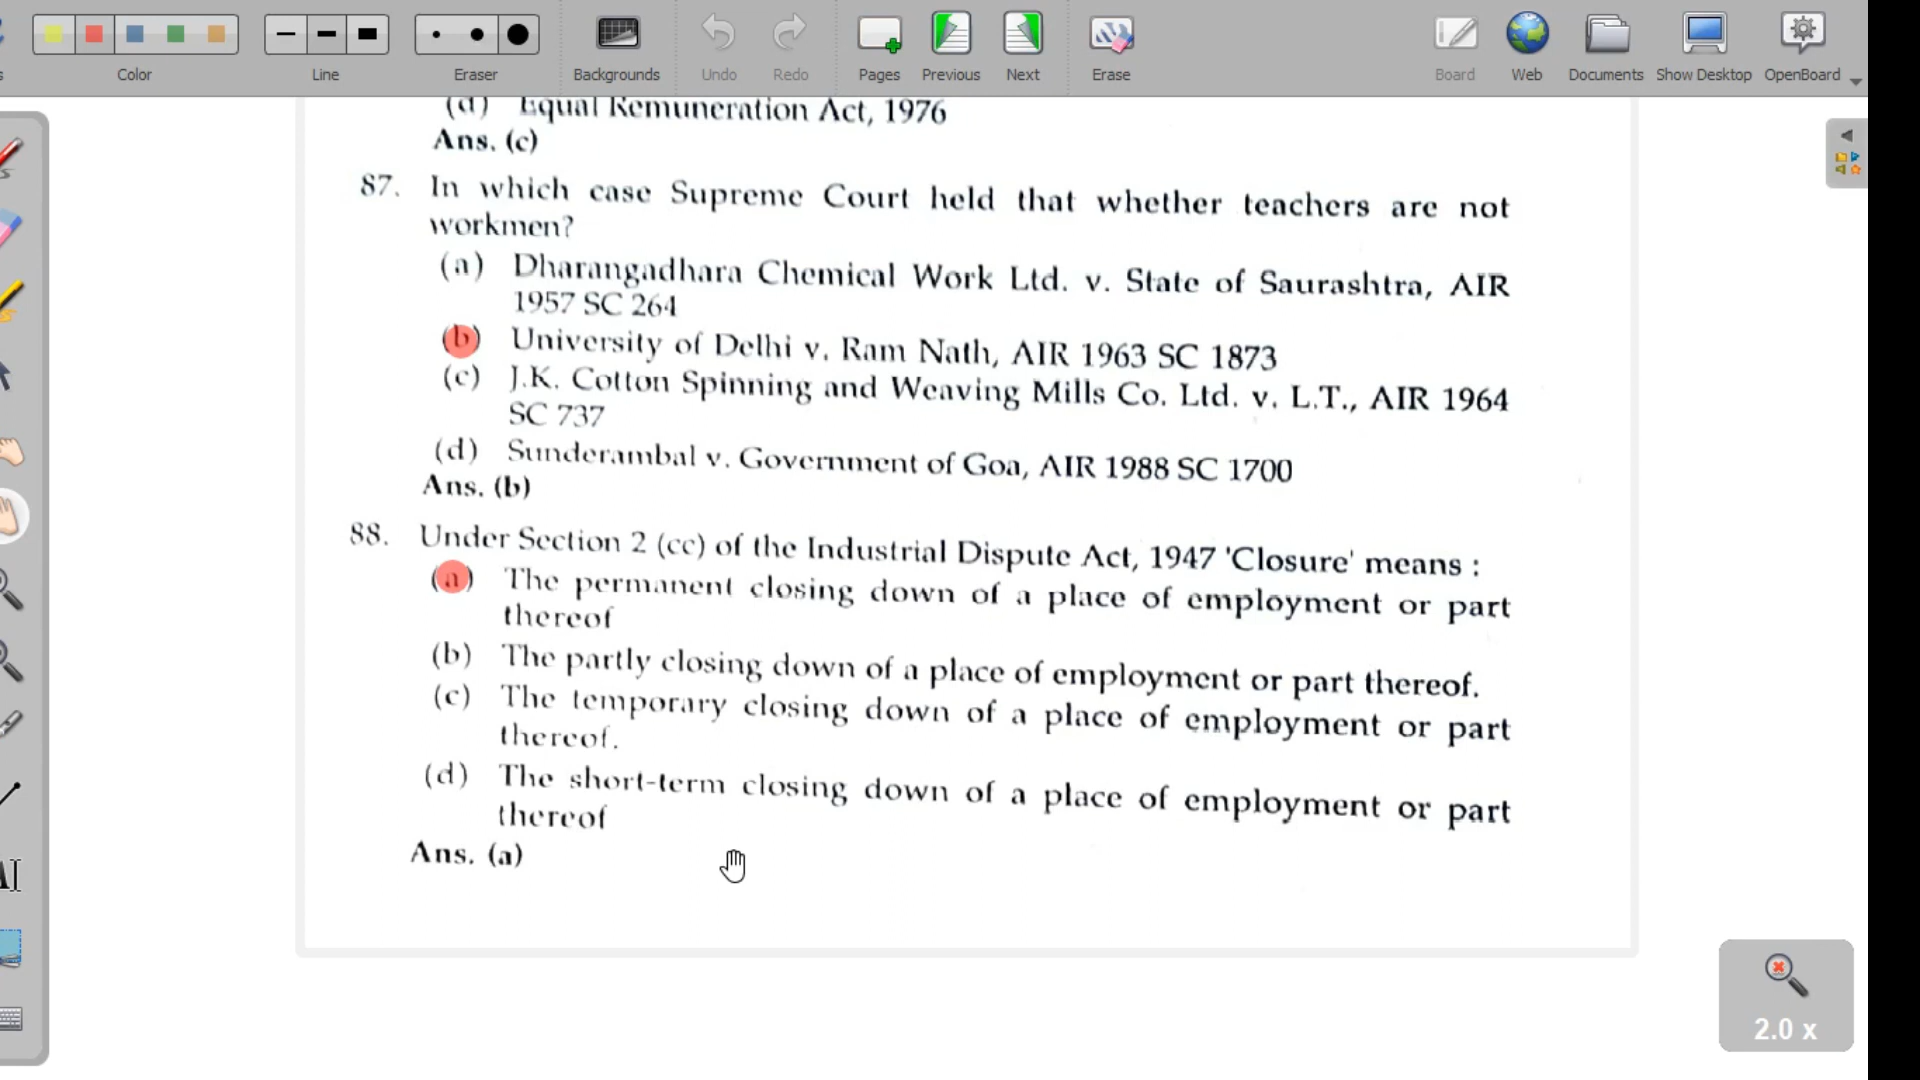 Color
Line
Eraser
Backgrounds
Undo
Redo
Pages
Previous
Next
Erase
Board
Web
Documents
Show Desktop
OpenBoard
(d) Equal Remuneration Act, 1976
Ans. (c)
87. In which case Supreme Court held that whether teachers are not
workmen?
(a) Dharangadhara Chemical Work Ltd. v. State of Saurashtra, AIR
1957 SC 264
(b) University of Delhi v. Ram Nath, AIR 1963 SC 1873
(c) J.K. Cotton Spinning and Weaving Mills Co. Ltd. v. L.T., AIR 1964
SC 737
(d) Sunderambal v. Government of Goa, AIR 1988 SC 1700
Ans. (b)
88. Under Section 2 (cc) of the Industrial Dispute Act, 1947 'Closure' means :
(a) The permanent closing down of a place of employment or part
thereof
(b) The partly closing down of a place of employment or part thereof.
(c) The temporary closing down of a place of employment or part
thereof.
(d) The short-term closing down of a place of employment or part
thereof
Ans. (a)
2.0 x